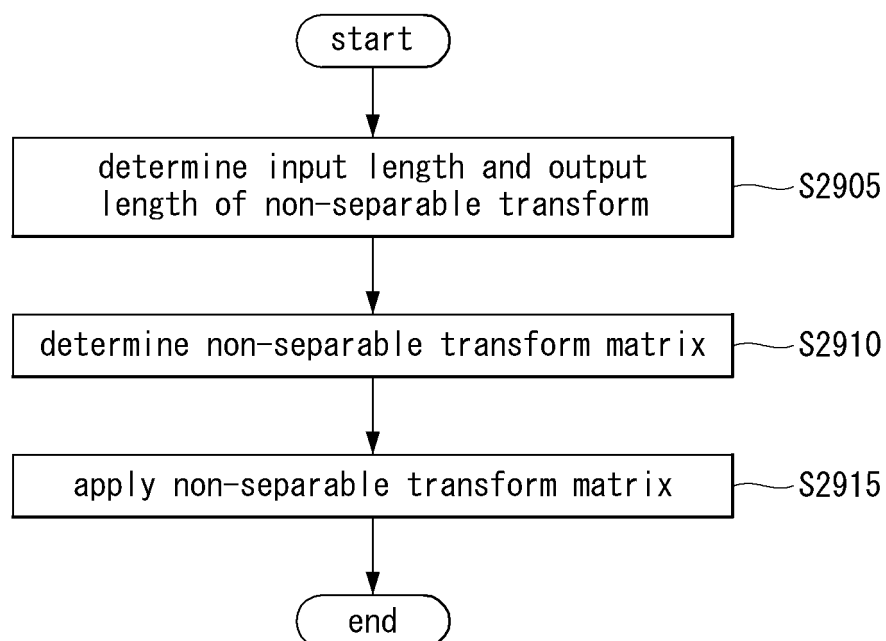 start
determine input length and output
length of non-separable transform
S2905
determine non-separable transform matrix
S2910
apply non-separable transform matrix
S2915
end